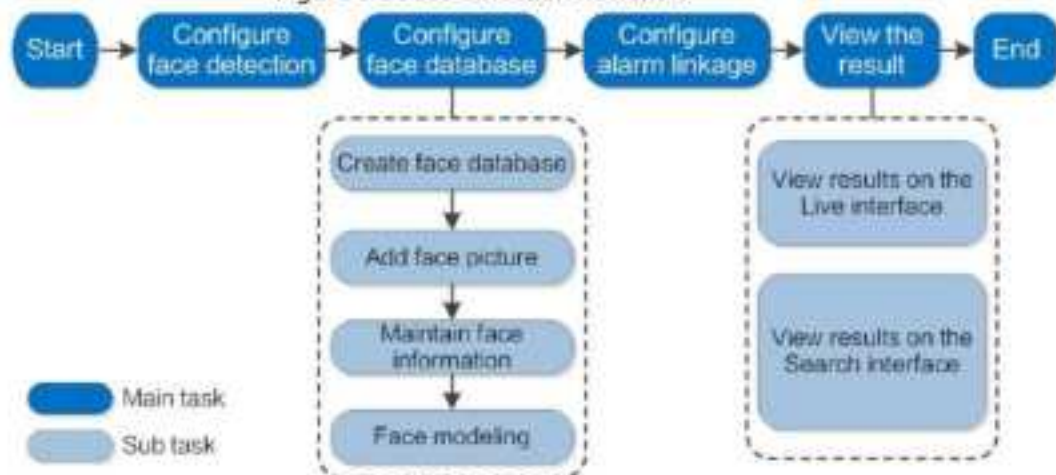 Start
Configure
face detection
Configure
face database
Configure
alarm linkage
View the
result
End
Create face database
Add face picture
Maintain face
information
Face modeling
View results on the
Live interface
View results on the
Search interface
Main task
Sub task